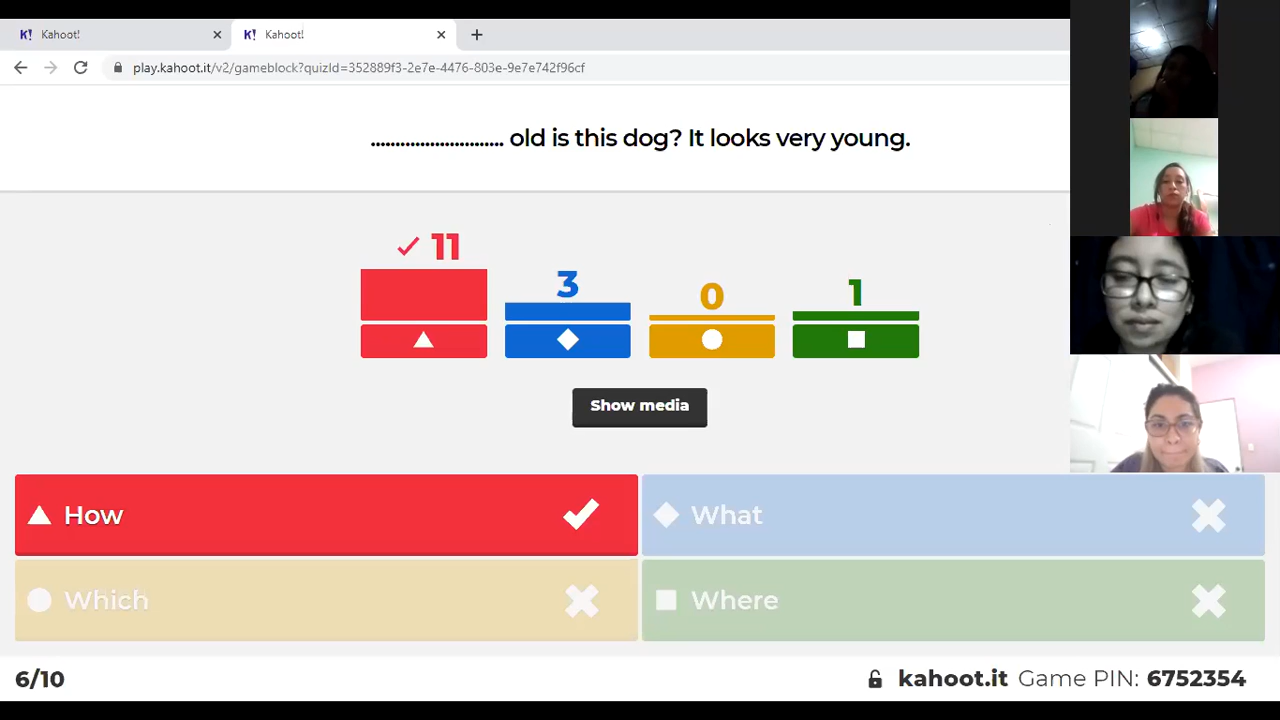 K! Kahoot! K! Kahoot!
play.kahoot.it/v2/gameblock?quizId=352889f3-2e7e-4476-803e-9e7e742f96cf
........................... old is this dog? It looks very young.
11 3 0 1
Show media
How What
Which Where
6/10 kahoot.it Game PIN: 6752354